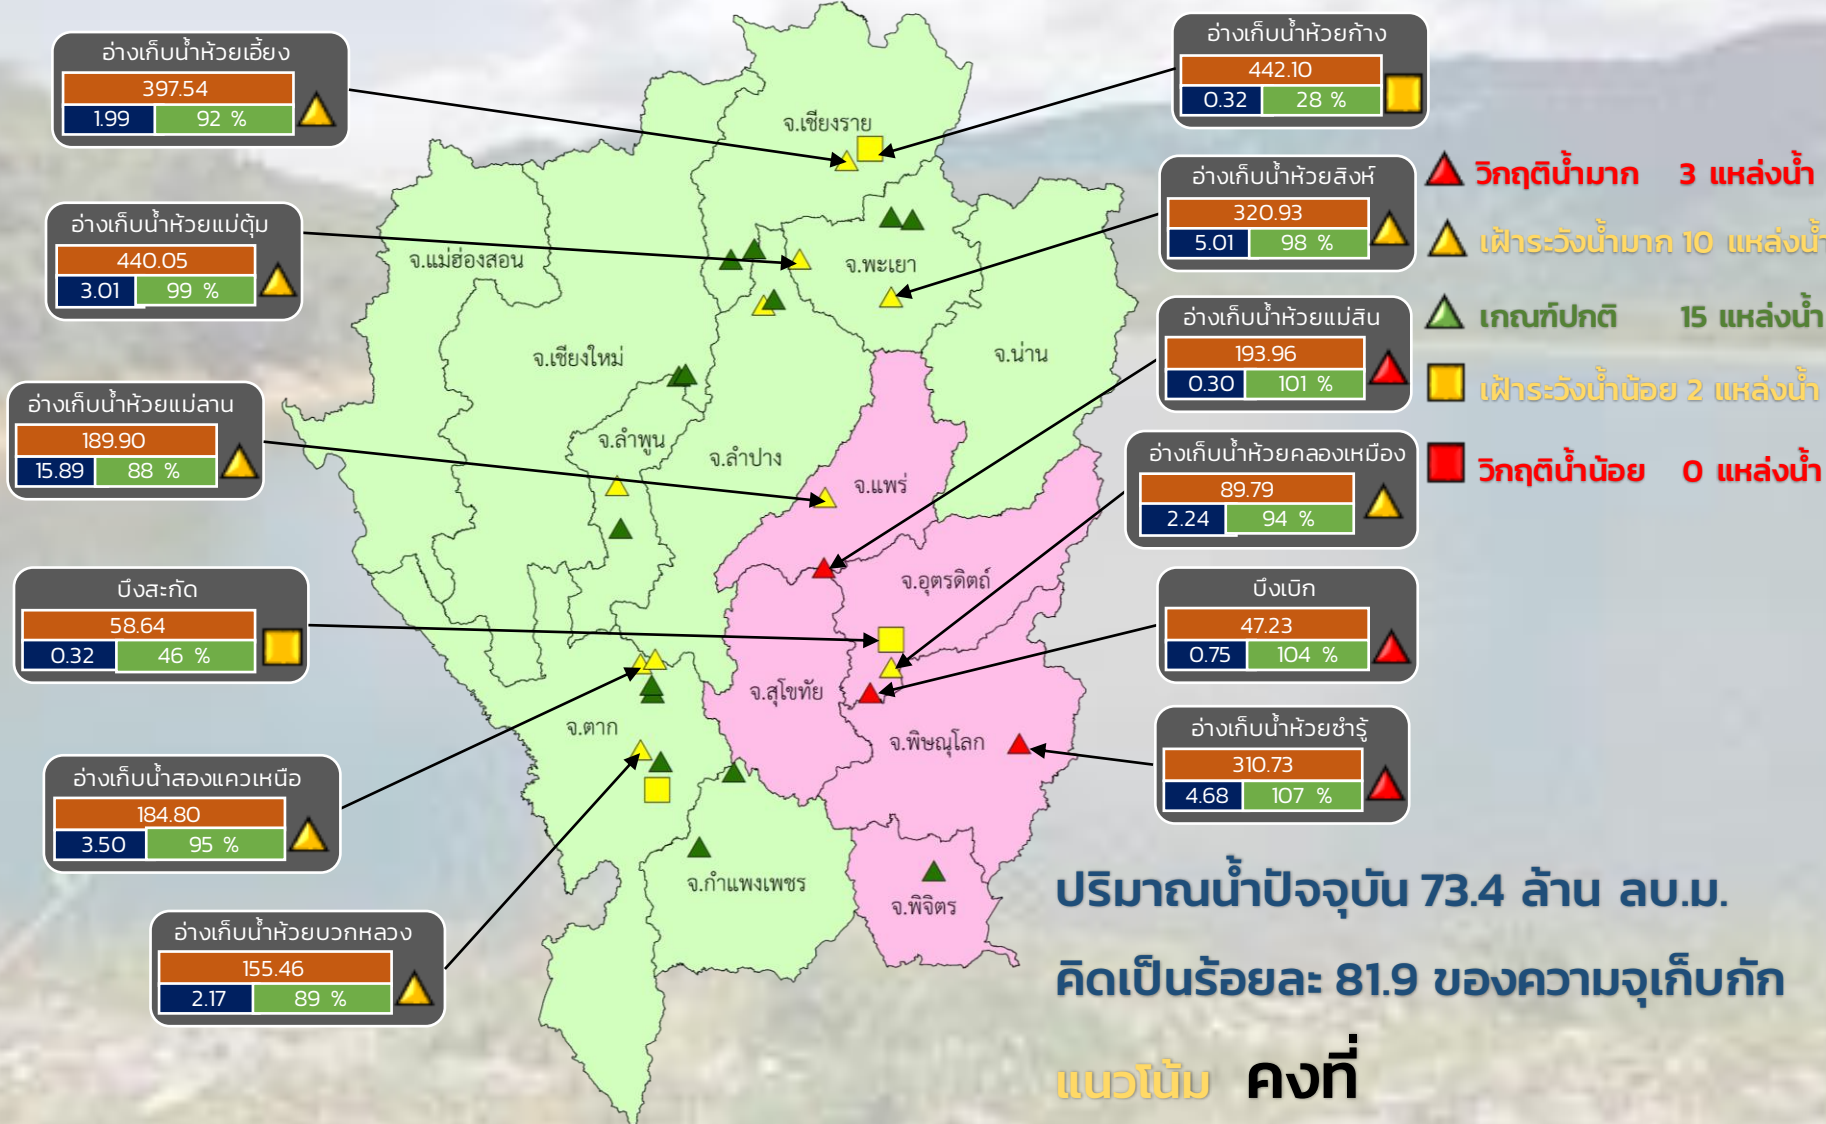 อ่างเก็บน้ำห้วยเอี้ยง
397.54
1.99 92 %
อ่างเก็บน้ำห้วยแม่ตุ้ม
440.05
3.01 99 %
อ่างเก็บน้ำห้วยแม่ลาน
189.90
15.89 88 %
บึงสะกัด
58.64
0.32 46 %
อ่างเก็บน้ำสองแควเหนือ
184.80
3.50 95 %
อ่างเก็บน้ำห้วยบวกหลวง
155.46
2.17 89 %
จ.เชียงราย
จ.แม่ฮ่องสอน
จ.พะเยา
จ.เชียงใหม่
จ.น่าน
จ.ลำพูน
จ.ลำปาง
จ.แพร่
จ.อุตรดิตถ์
จ.สุโขทัย
จ.ตาก
จ.พิษณุโลก
จ.กำแพงเพชร
จ.พิจิตร
อ่างเก็บน้ำห้วยก้าง
442.10
0.32 28 %
อ่างเก็บน้ำห้วยสิงห์
320.93
5.01 98 %
อ่างเก็บน้ำห้วยแม่สิน
193.96
0.30 101 %
อ่างเก็บน้ำห้วยคลองเหมือง
89.79
2.24 94 %
บึงเบิก
47.23
0.75 104 %
อ่างเก็บน้ำห้วยซำรู้
310.73
4.68 107 %
วิกฤติน้ำมาก 3 แหล่งน้ำ
เฝ้าระวังน้ำมาก 10 แหล่งน้ำ
เกณฑ์ปกติ 15 แหล่งน้ำ
เฝ้าระวังน้ำน้อย 2 แหล่งน้ำ
วิกฤติน้ำน้อย 0 แหล่งน้ำ
ปริมาณน้ำปัจจุบัน 73.4 ล้าน ลบ.ม.
คิดเป็นร้อยละ 81.9 ของความจุเก็บกัก
แนวโน้ม คงที่